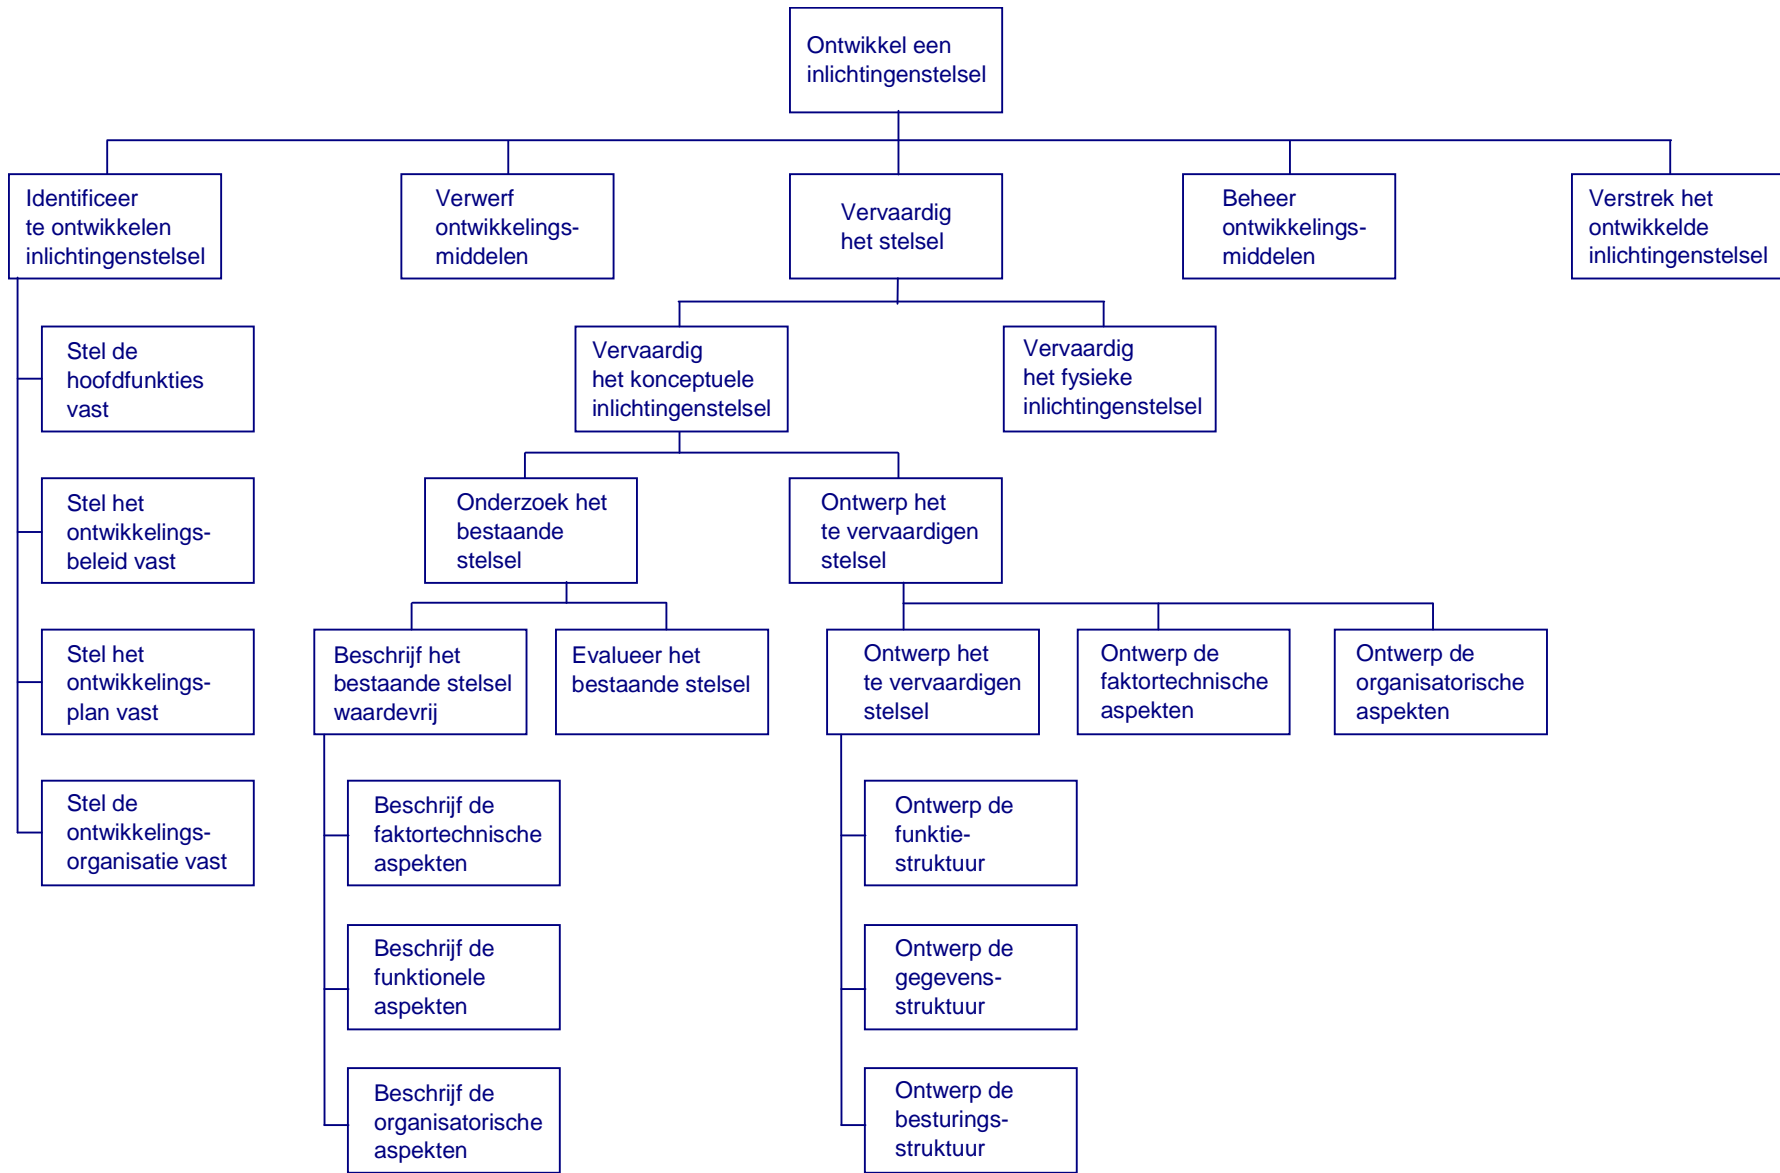 Ontwikkel een
inlichtingenstelsel
Identificeer
te ontwikkelen
inlichtingenstelsel
Verwerf
ontwikkelings-
middelen
Vervaardig
het stelsel
Beheer
ontwikkelings-
middelen
Verstrek het
ontwikkelde
inlichtingenstelsel
Stel de
hoofdfunkties
vast
Vervaardig
het konceptuele
inlichtingenstelsel
Vervaardig
het fysieke
inlichtingenstelsel
Stel het
ontwikkelings-
beleid vast
Onderzoek het
bestaande
stelsel
Ontwerp het
te vervaardigen
stelsel
Stel het
ontwikkelings-
plan vast
Beschrijf het
bestaande stelsel
waardevrij
Evalueer het
bestaande stelsel
Ontwerp het
te vervaardigen
stelsel
Ontwerp de
faktortechnische
aspekten
Ontwerp de
organisatorische
aspekten
Stel de
ontwikkelings-
organisatie vast
Beschrijf de
faktortechnische
aspekten
Ontwerp de
funktie-
struktuur
Beschrijf de
funktionele
aspekten
Ontwerp de
gegevens-
struktuur
Beschrijf de
organisatorische
aspekten
Ontwerp de
besturings-
struktuur